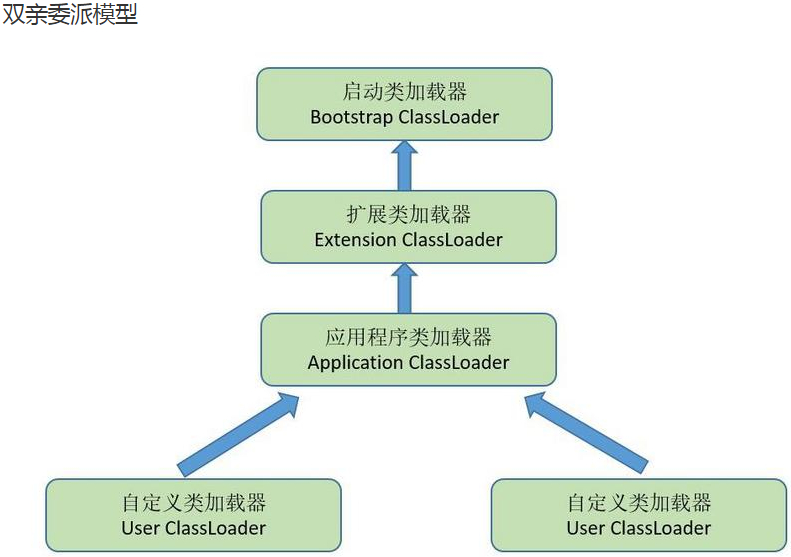 双亲委派模型
启动类加载器
Bootstrap ClassLoader
扩展类加载器
Extension ClassLoader
应用程序类加载器
Application ClassLoader
自定义类加载器
User ClassLoader
自定义类加载器
User ClassLoader